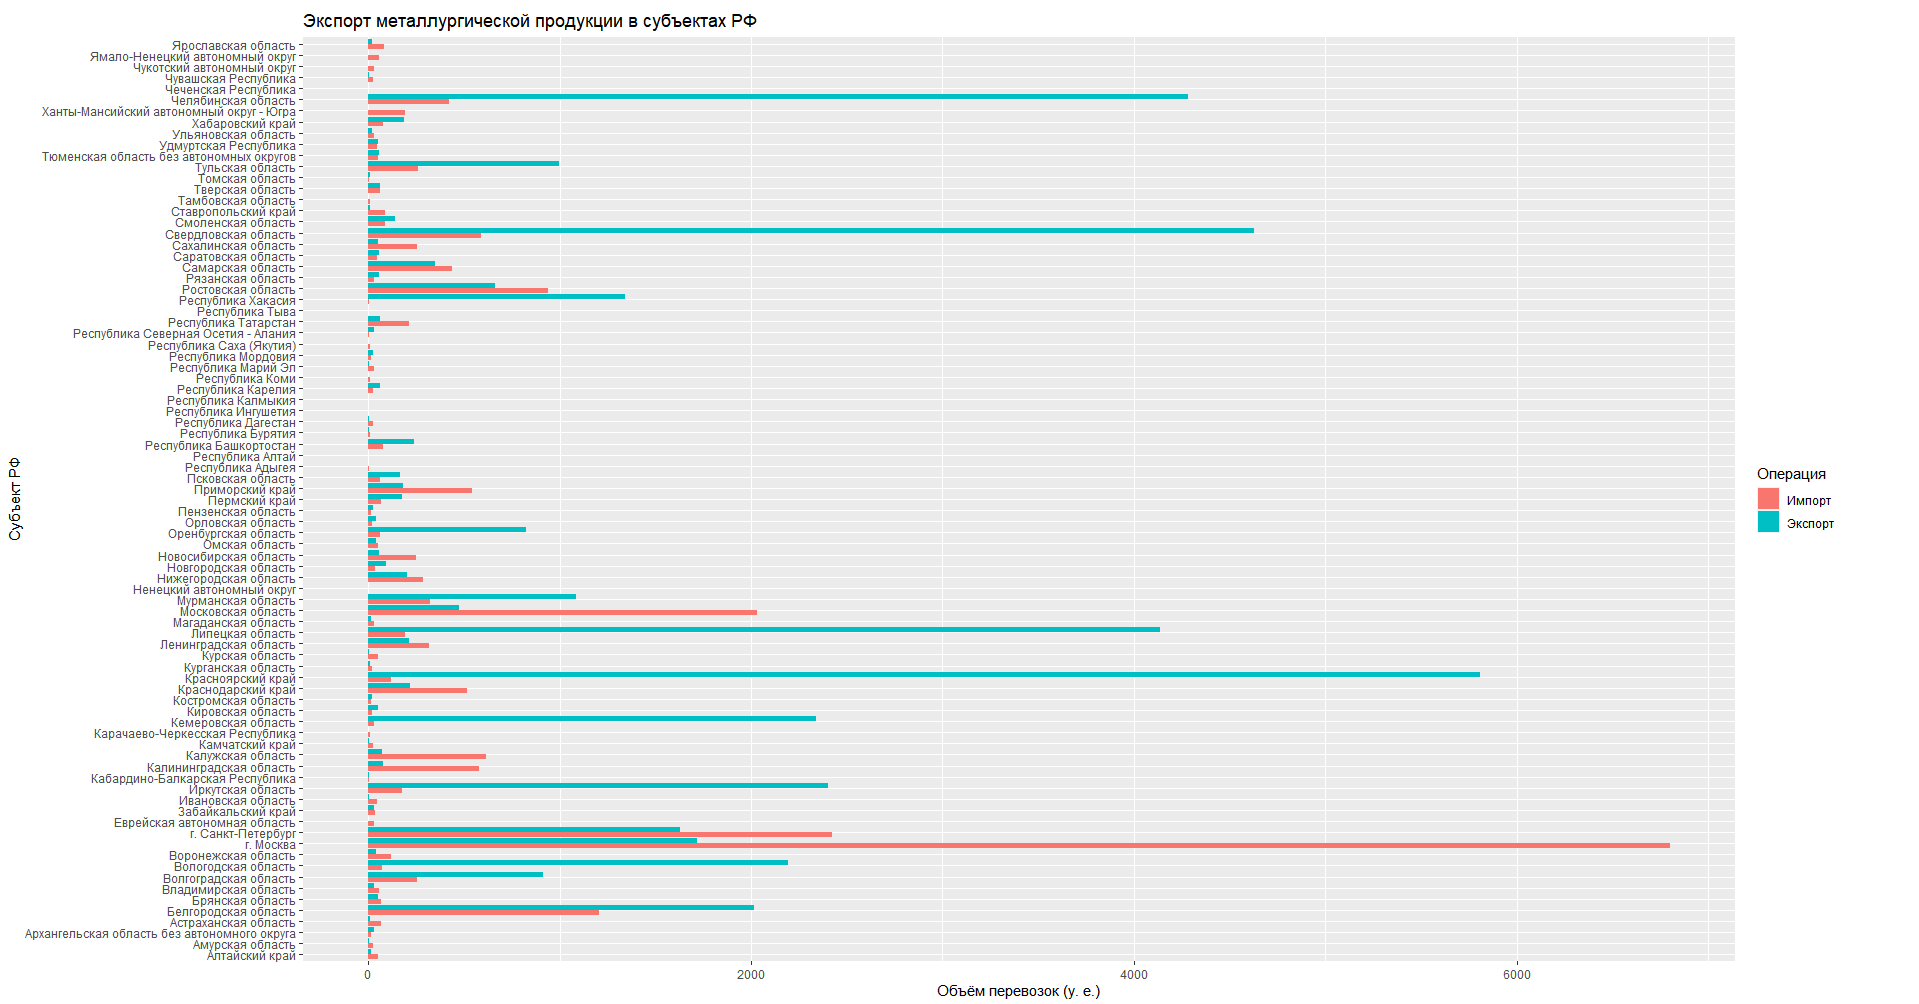 Экспорт металлургической продукции в субъектах РФ
Ярославская область
Ямало-Ненецкий автономный округ
Чукотский автономный округ
Чувашская Республика
Чеченская Республика
Челябинская область
Ханты-Мансийский автономный округ - Югра
Хабаровский край
Ульяновская область
Удмуртская Республика
Тюменская область без автономных округов
Тульская область
Томская область
Тверская область
Тамбовская область
Ставропольский край
Смоленская область
Свердловская область
Сахалинская область
Саратовская область
Самарская область
Рязанская область
Ростовская область
Республика Хакасия
Республика Тыва
Республика Татарстан
Республика Северная Осетия - Алания
Республика Саха (Якутия)
Республика Мордовия
Республика Марий Эл
Республика Коми
Республика Карелия
Республика Калмыкия
Республика Ингушетия
Республика Дагестан
Республика Бурятия
Республика Башкортостан
Республика Алтай
Республика Адыгея
Псковская область
Приморский край
Пермский край
Пензенская область
Орловская область
Оренбургская область
Омская область
Новосибирская область
Новгородская область
Нижегородская область
Ненецкий автономный округ
Мурманская область
Московская область
Магаданская область
Липецкая область
Ленинградская область
Курская область
Курганская область
Красноярский край
Краснодарский край
Костромская область
Кировская область
Кемеровская область
Карачаево-Черкесская Республика
Камчатский край
Калужская область
Калининградская область
Кабардино-Балкарская Республика
Иркутская область
Ивановская область
Забайкальский край
Еврейская автономная область
г. Санкт-Петербург
г. Москва
Воронежская область
Вологодская область
Волгоградская область
Владимирская область
Брянская область
Белгородская область
Астраханская область
Архангельская область без автономного округа
Амурская область
Алтайский край
Субъект РФ
0 2000 4000 6000
Объём перевозок (у. е.)
Операция
Импорт
Экспорт